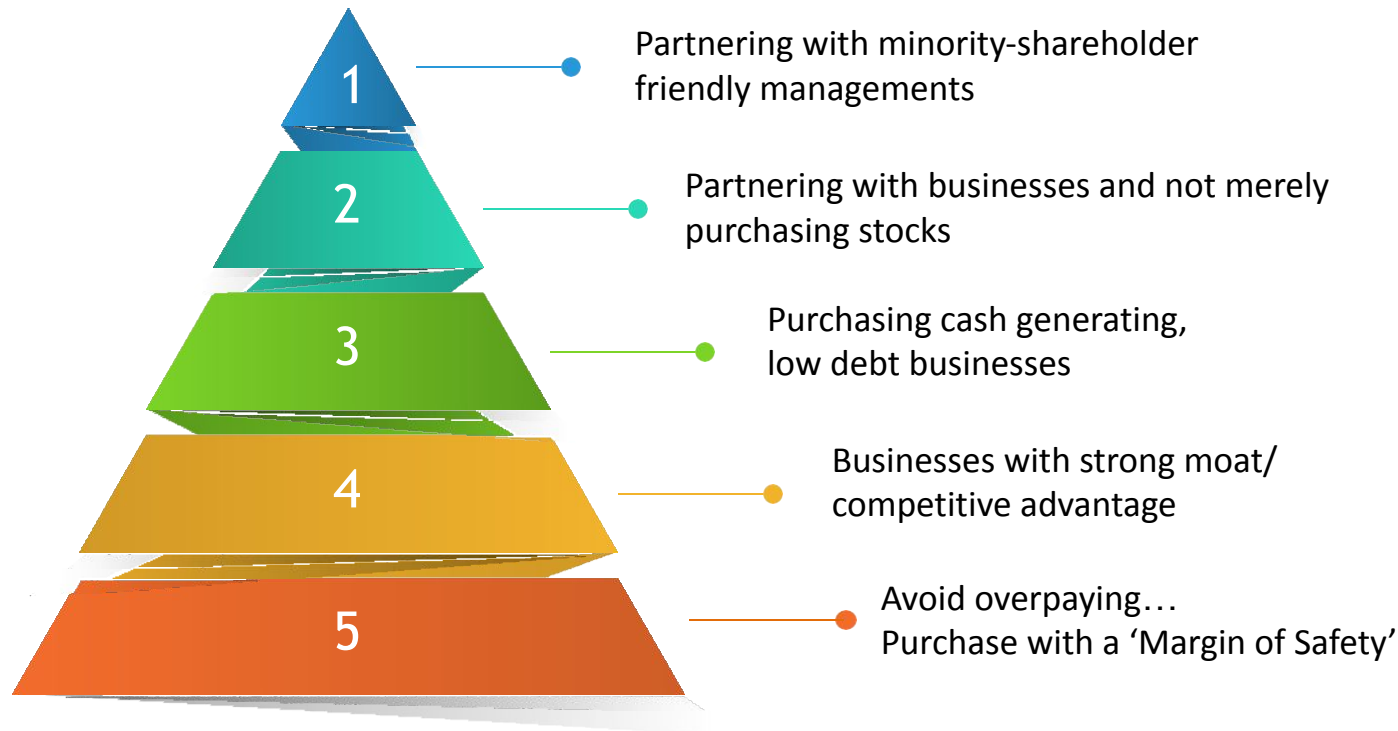 1
Partnering with minority-shareholder
friendly managements
2
Partnering with businesses and not merely
purchasing stocks
3
Purchasing cash generating,
low debt businesses
4
Businesses with strong moat/
competitive advantage
5
Avoid overpaying…
Purchase with a ‘Margin of Safety’